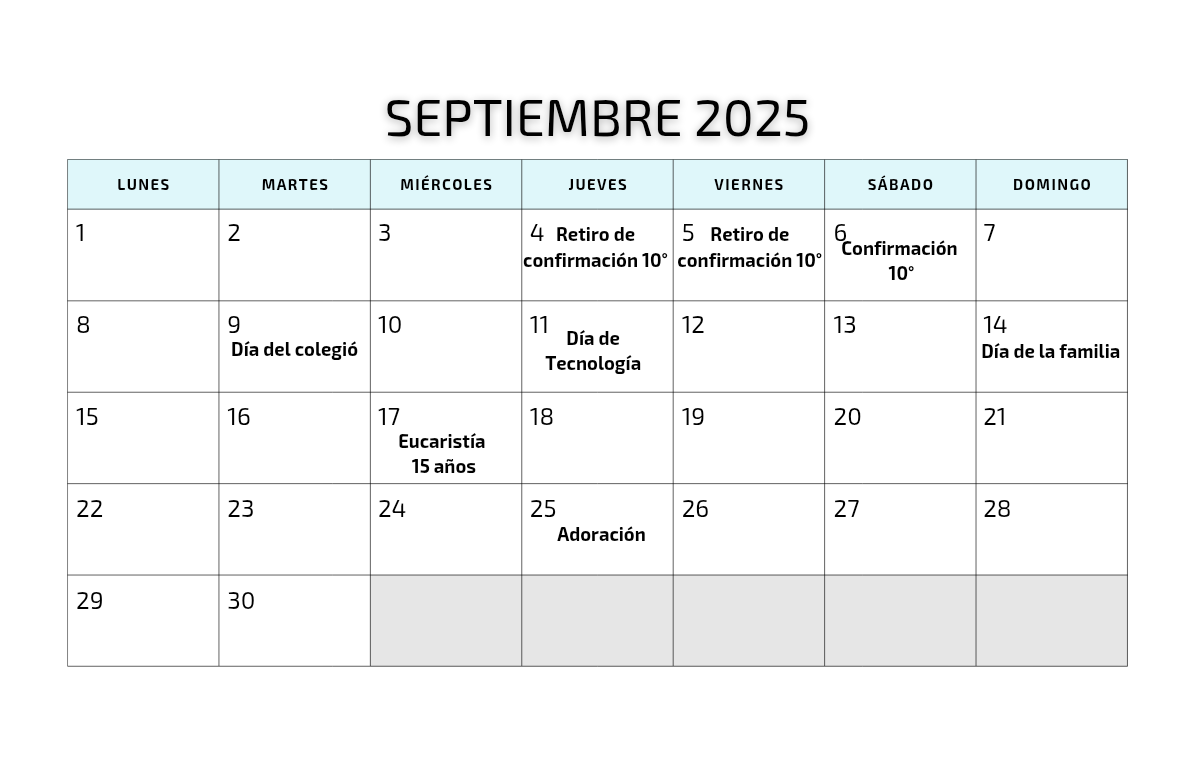 SEPTIEMBRE 2025
LUNES MARTES MIÉRCOLES JUEVES VIERNES SÁBADO DOMINGO
1 2 3 4 Retiro de 5 Retiro de 6 7
confirmación 10° confirmación 10° Confirmación
10°
8 9 10 11 12 13 14
Día del colegió Día de Día de la familia
Tecnología
15 16 17 18 19 20 21
Eucaristía
15 años
22 23 24 25 26 27 28
Adoración
29 30